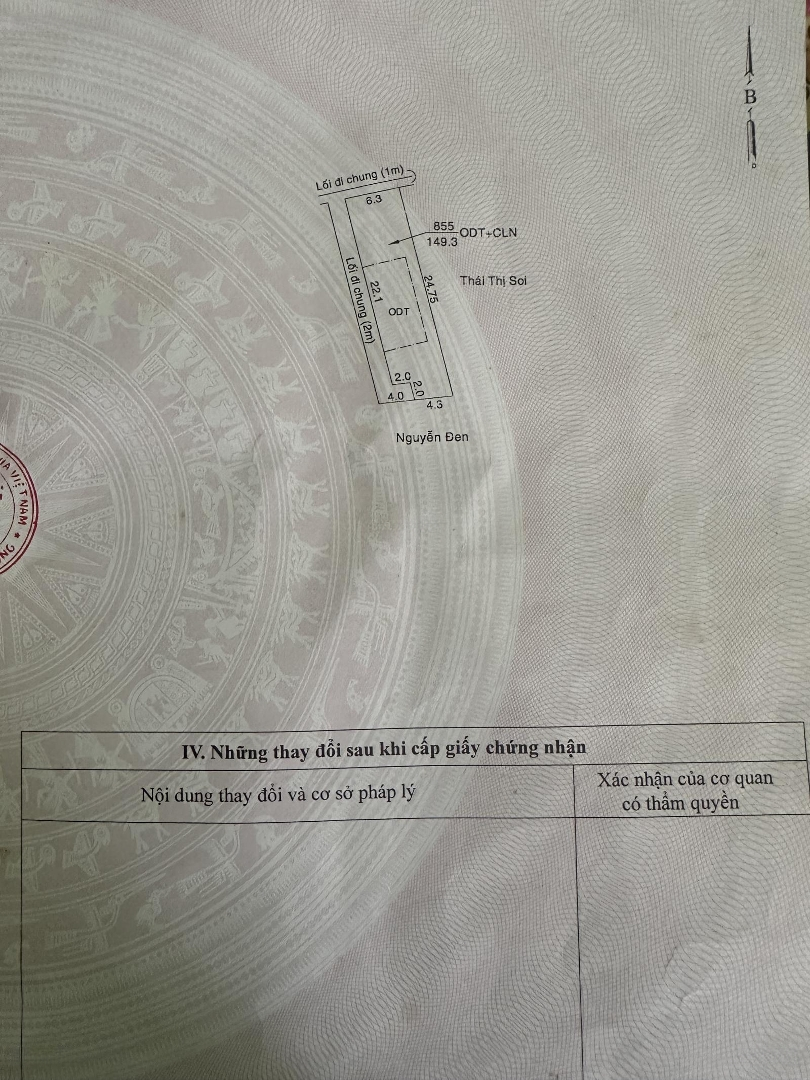 B
Lối đi chung (1m)
6.3
855
149.3
ODT+CLN
Thái Thị Soi
Lối đi chung (2m)
22.1
24.75
ODT
2.0
2.0
4.0
4.3
Nguyễn Đen
VIỆT NAM
IV. Những thay đổi sau khi cấp giấy chứng nhận
Nội dung thay đổi và cơ sở pháp lý
Xác nhận của cơ quan
có thẩm quyền